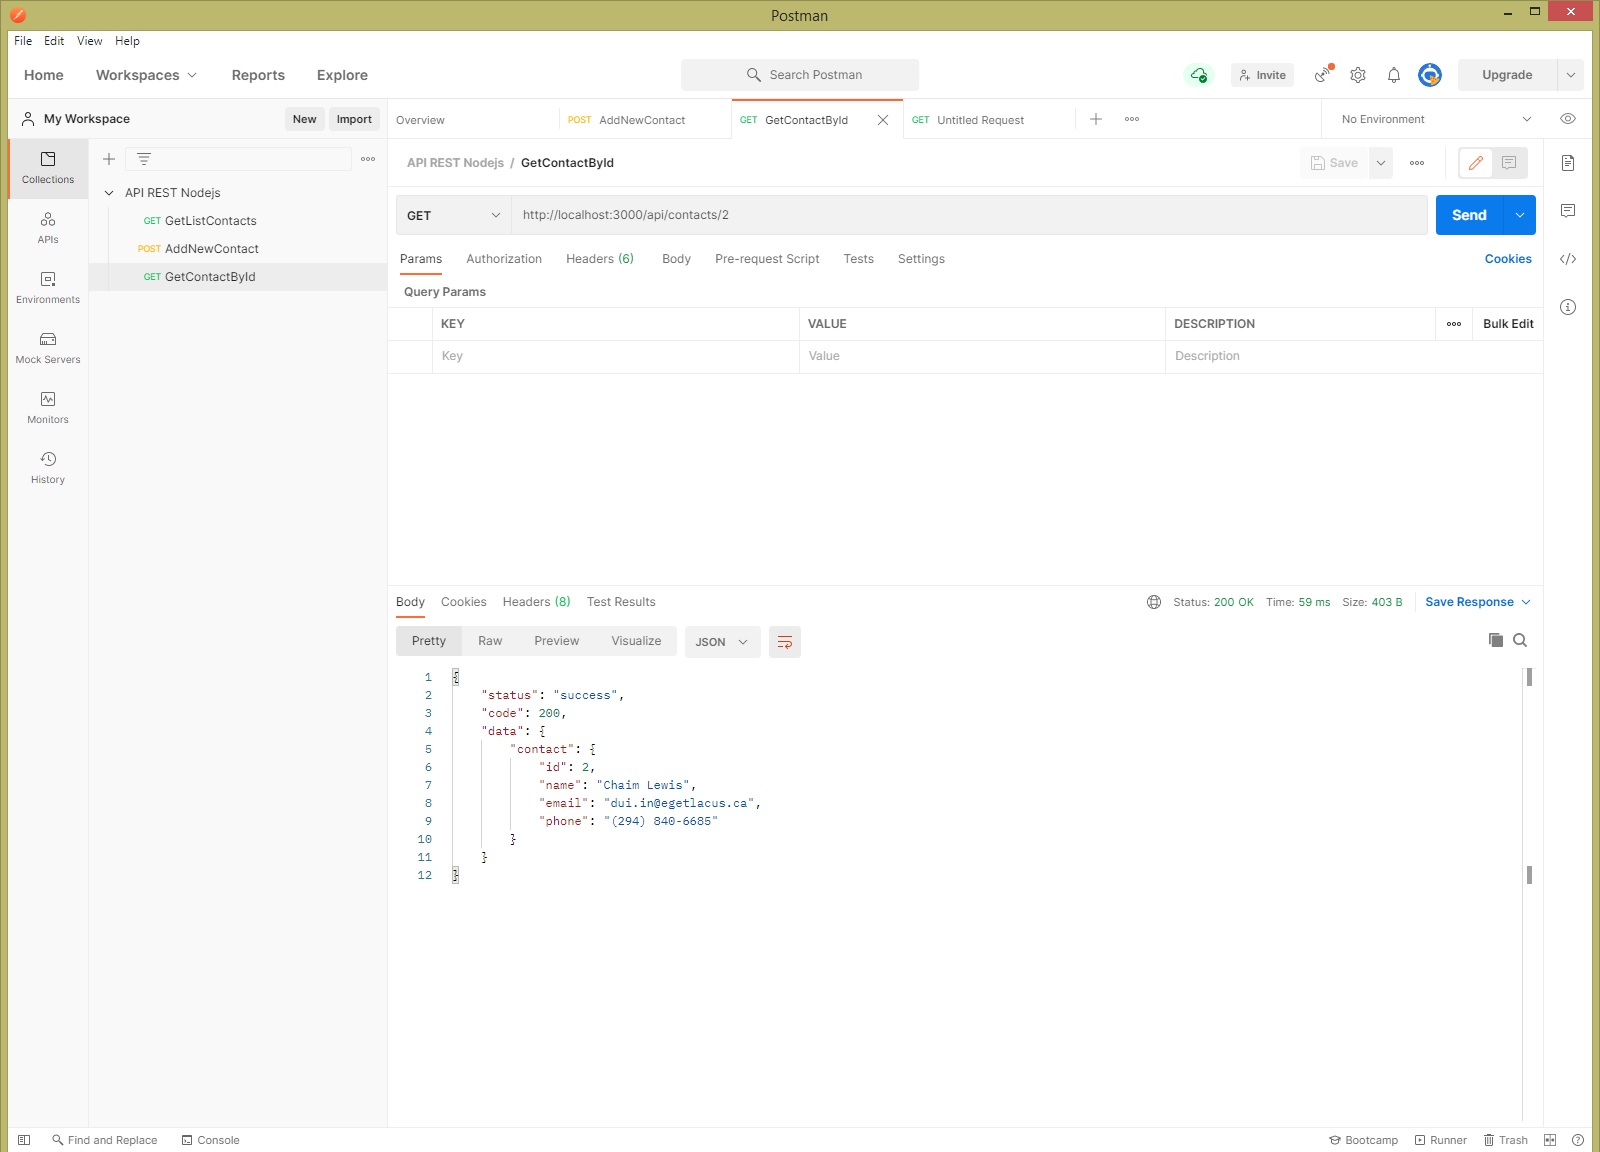 Postman
File Edit View Help
Home Workspaces Reports Explore Search Postman Invite Upgrade
My Workspace New Import Overview POST AddNewContact GET GetContactById GET Untitled Request No Environment
Collections
APIs
Environments
Mock Servers
Monitors
History
API REST Nodejs
GET GetListContacts
POST AddNewContact
GET GetContactById
API REST Nodejs / GetContactById Save
GET http://localhost:3000/api/contacts/2 Send
Params Authorization Headers (6) Body Pre-request Script Tests Settings Cookies
Query Params
KEY VALUE DESCRIPTION Bulk Edit
Key Value Description
Body Cookies Headers (8) Test Results Status: 200 OK Time: 59 ms Size: 403 B Save Response
Pretty Raw Preview Visualize JSON
1 {
2 "status": "success",
3 "code": 200,
4 "data": {
5 "contact": {
6 "id": 2,
7 "name": "Chaim Lewis",
8 "email": "dui.in@egetlacus.ca",
9 "phone": "(294) 840-6685"
10 }
11 }
12 }
Find and Replace Console Bootcamp Runner Trash